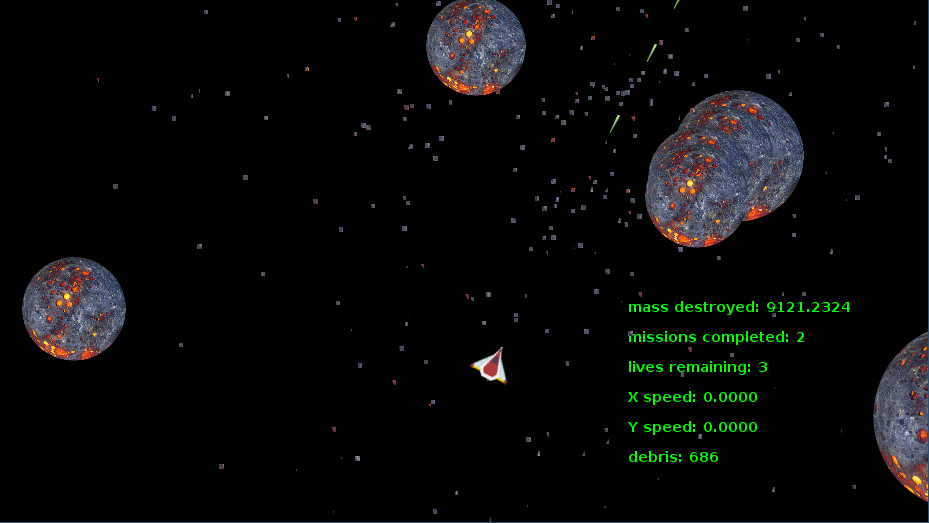 mass destroyed: 9121.2324
missions completed: 2
lives remaining: 3
X speed: 0.0000
Y speed: 0.0000
debris: 686